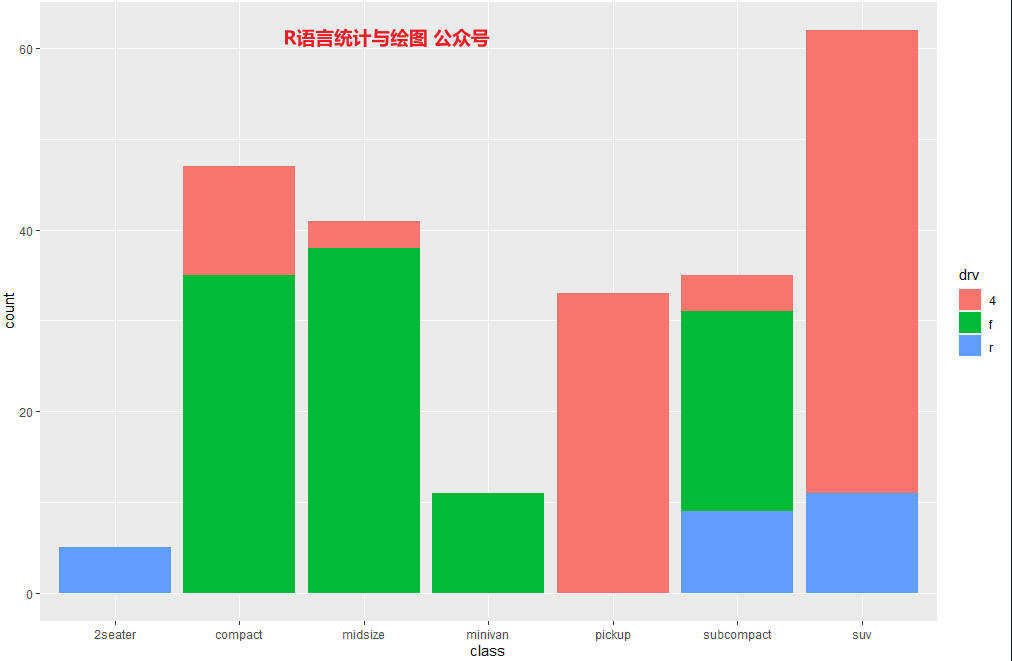 R语言统计与绘图 公众号
60
40
20
0
count
2seater
compact
midsize
minivan
pickup
subcompact
suv
class
drv
4
f
r